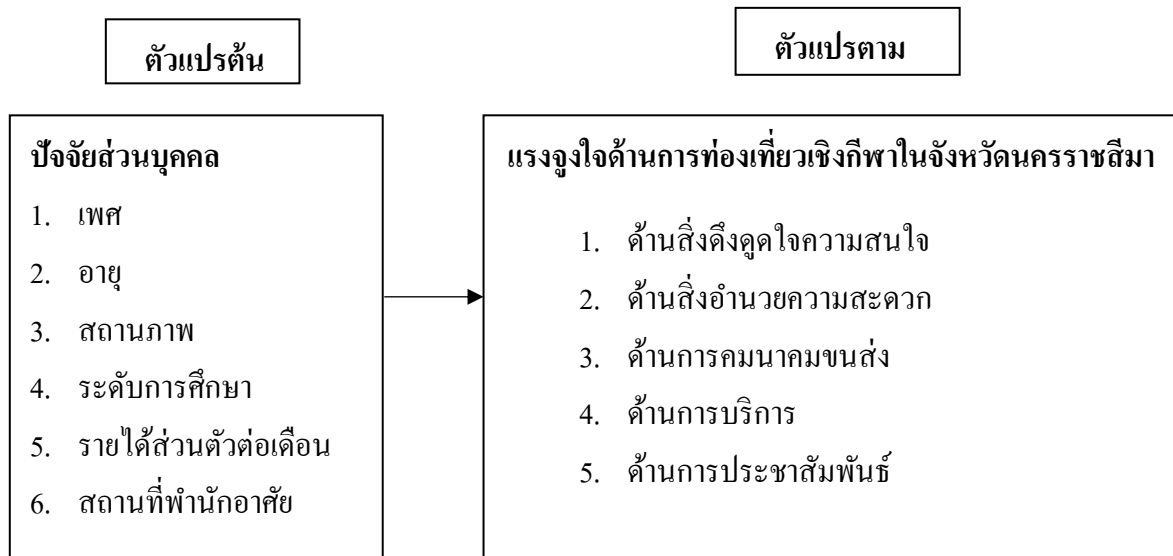 ตัวแปรต้น
ตัวแปรตาม
ปัจจัยส่วนบุคคล
1. เพศ
2. อายุ
3. สถานภาพ
4. ระดับการศึกษา
5. รายได้ส่วนตัวต่อเดือน
6. สถานที่พำนักอาศัย
แรงจูงใจด้านการท่องเที่ยวเชิงกีฬาในจังหวัดนครราชสีมา
1. ด้านสิ่งดึงดูดใจความสนใจ
2. ด้านสิ่งอำนวยความสะดวก
3. ด้านการคมนาคมขนส่ง
4. ด้านการบริการ
5. ด้านการประชาสัมพันธ์